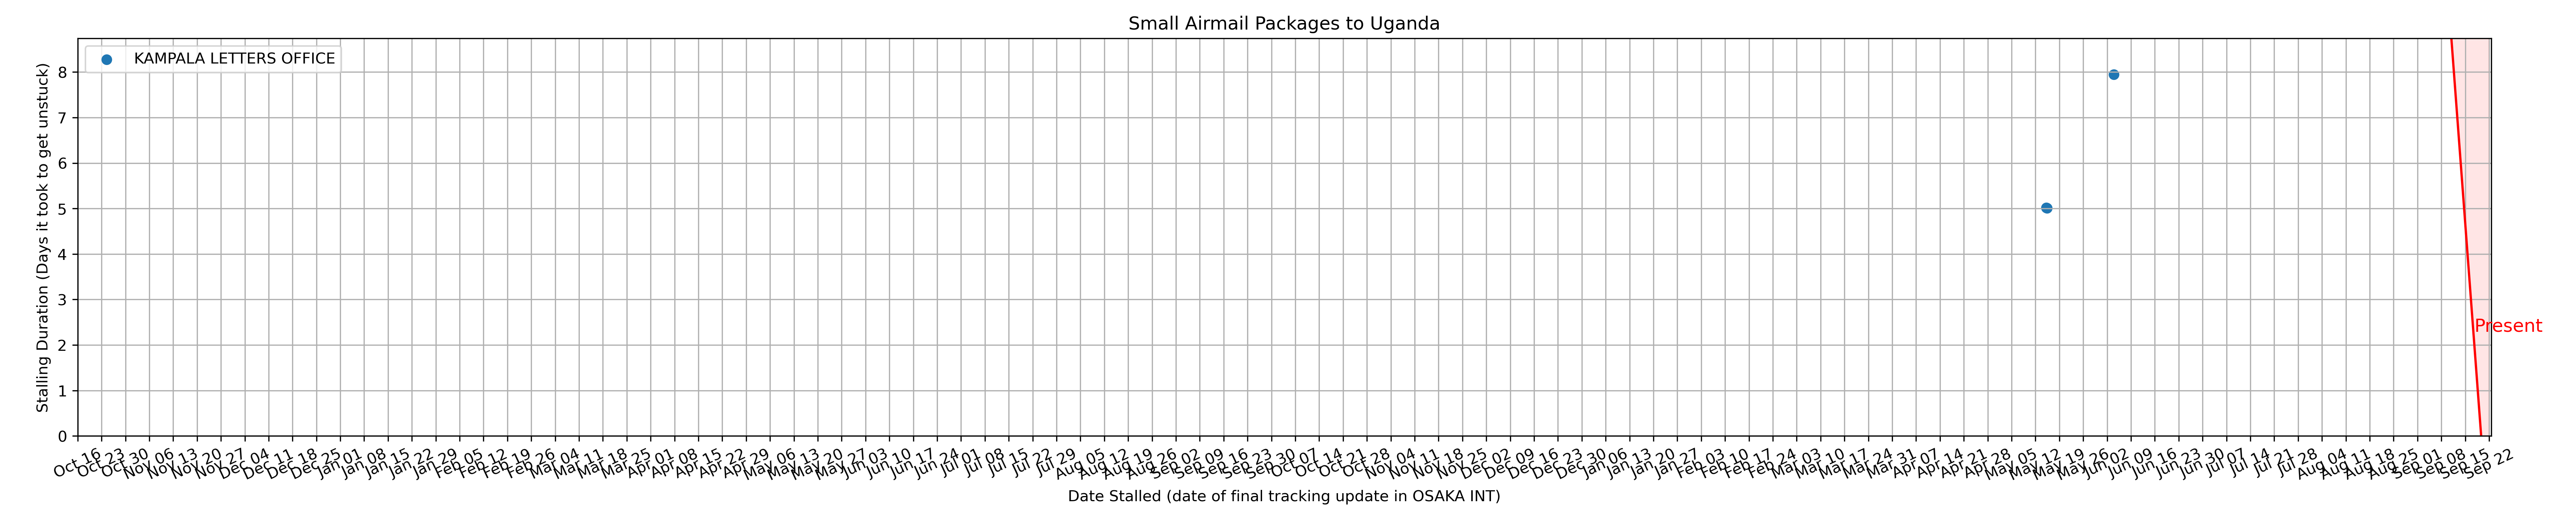 Small Airmail Packages to Uganda
KAMPALA LETTERS OFFICE
Stalling Duration (Days it took to get unstuck)
8
7
6
5
4
3
2
1
0
Present
Oct 16
Oct 23
Oct 30
Nov 06
Nov 13
Nov 20
Nov 27
Dec 04
Dec 11
Dec 18
Dec 25
Jan 01
Jan 08
Jan 15
Jan 22
Jan 29
Feb 05
Feb 12
Feb 19
Feb 26
Mar 04
Mar 11
Mar 18
Mar 25
Apr 01
Apr 08
Apr 15
Apr 22
Apr 29
May 06
May 13
May 20
May 27
Jun 03
Jun 10
Jun 17
Jun 24
Jul 01
Jul 08
Jul 15
Jul 22
Jul 29
Aug 05
Aug 12
Aug 19
Aug 26
Sep 02
Sep 09
Sep 16
Sep 23
Sep 30
Oct 07
Oct 14
Oct 21
Oct 28
Nov 04
Nov 11
Nov 18
Nov 25
Dec 02
Dec 09
Dec 16
Dec 23
Dec 30
Jan 06
Jan 13
Jan 20
Jan 27
Feb 03
Feb 10
Feb 17
Feb 24
Mar 03
Mar 10
Mar 17
Mar 24
Mar 31
Apr 07
Apr 14
Apr 21
Apr 28
May 05
May 12
May 19
May 26
Jun 02
Jun 09
Jun 16
Jun 23
Jun 30
Jul 07
Jul 14
Jul 21
Jul 28
Aug 04
Aug 11
Aug 18
Aug 25
Sep 01
Sep 08
Sep 15
Sep 22
Date Stalled (date of final tracking update in OSAKA INT)